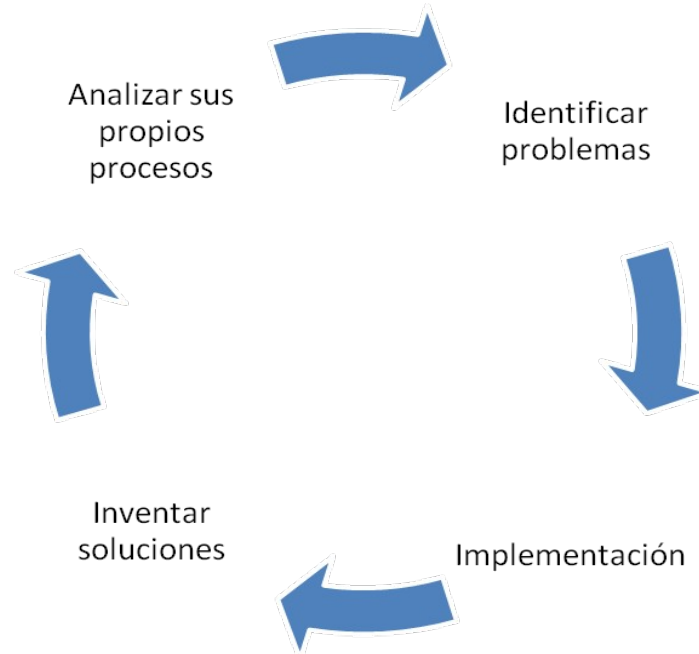 Analizar sus
propios
procesos
Identificar
problemas
Implementación
Inventar
soluciones